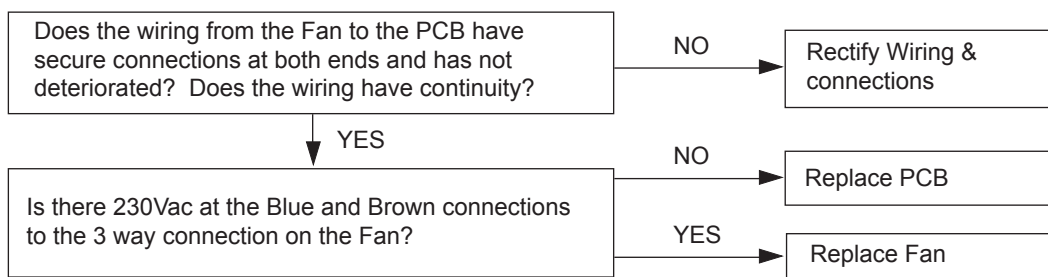 Does the wiring from the Fan to the PCB have
secure connections at both ends and has not
deteriorated?  Does the wiring have continuity?
NO
Rectify Wiring &
connections
YES
Is there 230Vac at the Blue and Brown connections
to the 3 way connection on the Fan?
NO
Replace PCB
YES
Replace Fan